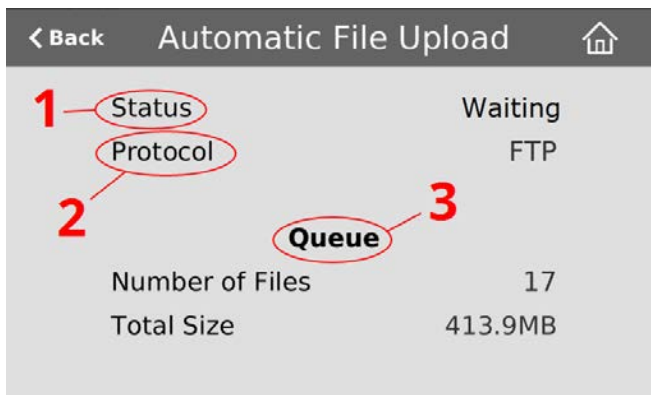 Back Automatic File Upload
1 Status Waiting
Protocol FTP
2
3
Queue
Number of Files 17
Total Size 413.9MB